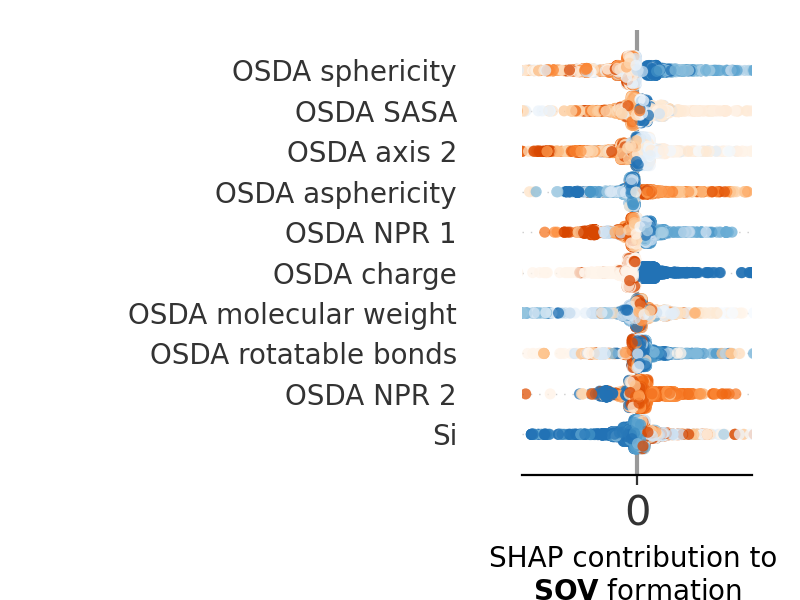 OSDA sphericity
OSDA SASA
OSDA axis 2
OSDA asphericity
OSDA NPR 1
OSDA charge
OSDA molecular weight
OSDA rotatable bonds
OSDA NPR 2
Si
0
SHAP contribution to
SOV formation